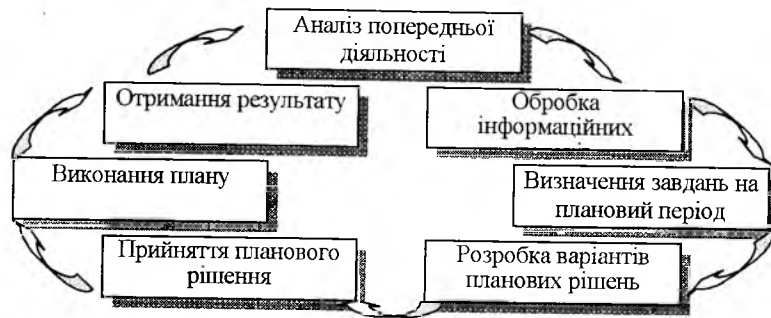 Аналіз попередньої
діяльності
Отримання результату
Обробка
інформаційних
Виконання плану
Визначення завдань на
плановий період
Прийняття планового
рішення
Розробка варіантів
планових рішень